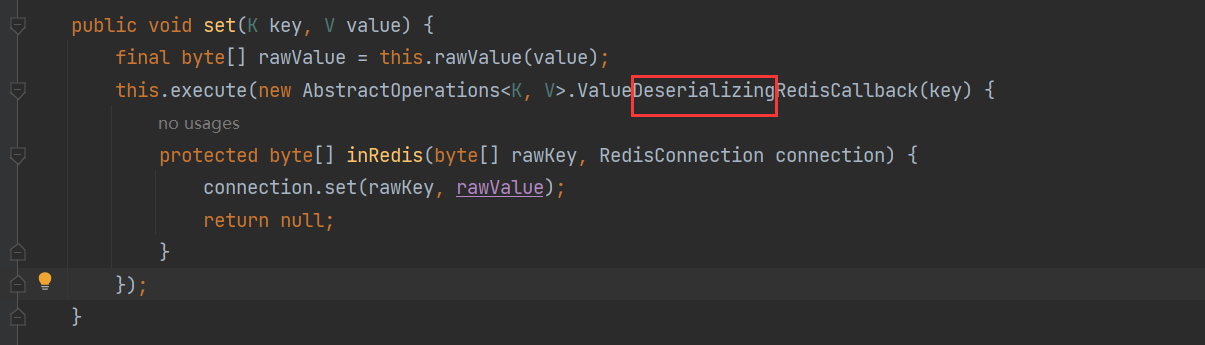 public void set(K key, V value) {
final byte[] rawValue = this.rawValue(value);
this.execute(new AbstractOperations<K, V>.ValueDeserializingRedisCallback(key) {
no usages
protected byte[] inRedis(byte[] rawKey, RedisConnection connection) {
connection.set(rawKey, rawValue);
return null;
}
});
}